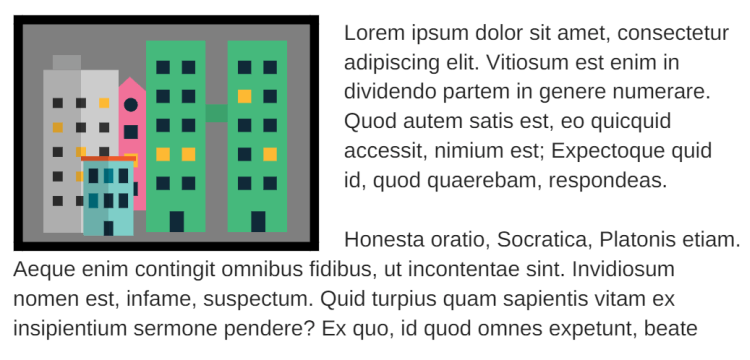 Lorem ipsum dolor sit amet, consectetur
adipiscing elit. Vitiosum est enim in
dividendo partem in genere numerare.
Quod autem satis est, eo quicquid
accessit, nimium est; Expectoque quid
id, quod quaerebam, respondeas.
Honesta oratio, Socratica, Platonis etiam.
Aeque enim contingit omnibus fidibus, ut incontentae sint. Invidiosum
nomen est, infame, suspectum. Quid turpius quam sapientis vitam ex
insipientium sermone pendere? Ex quo, id quod omnes expetunt, beate